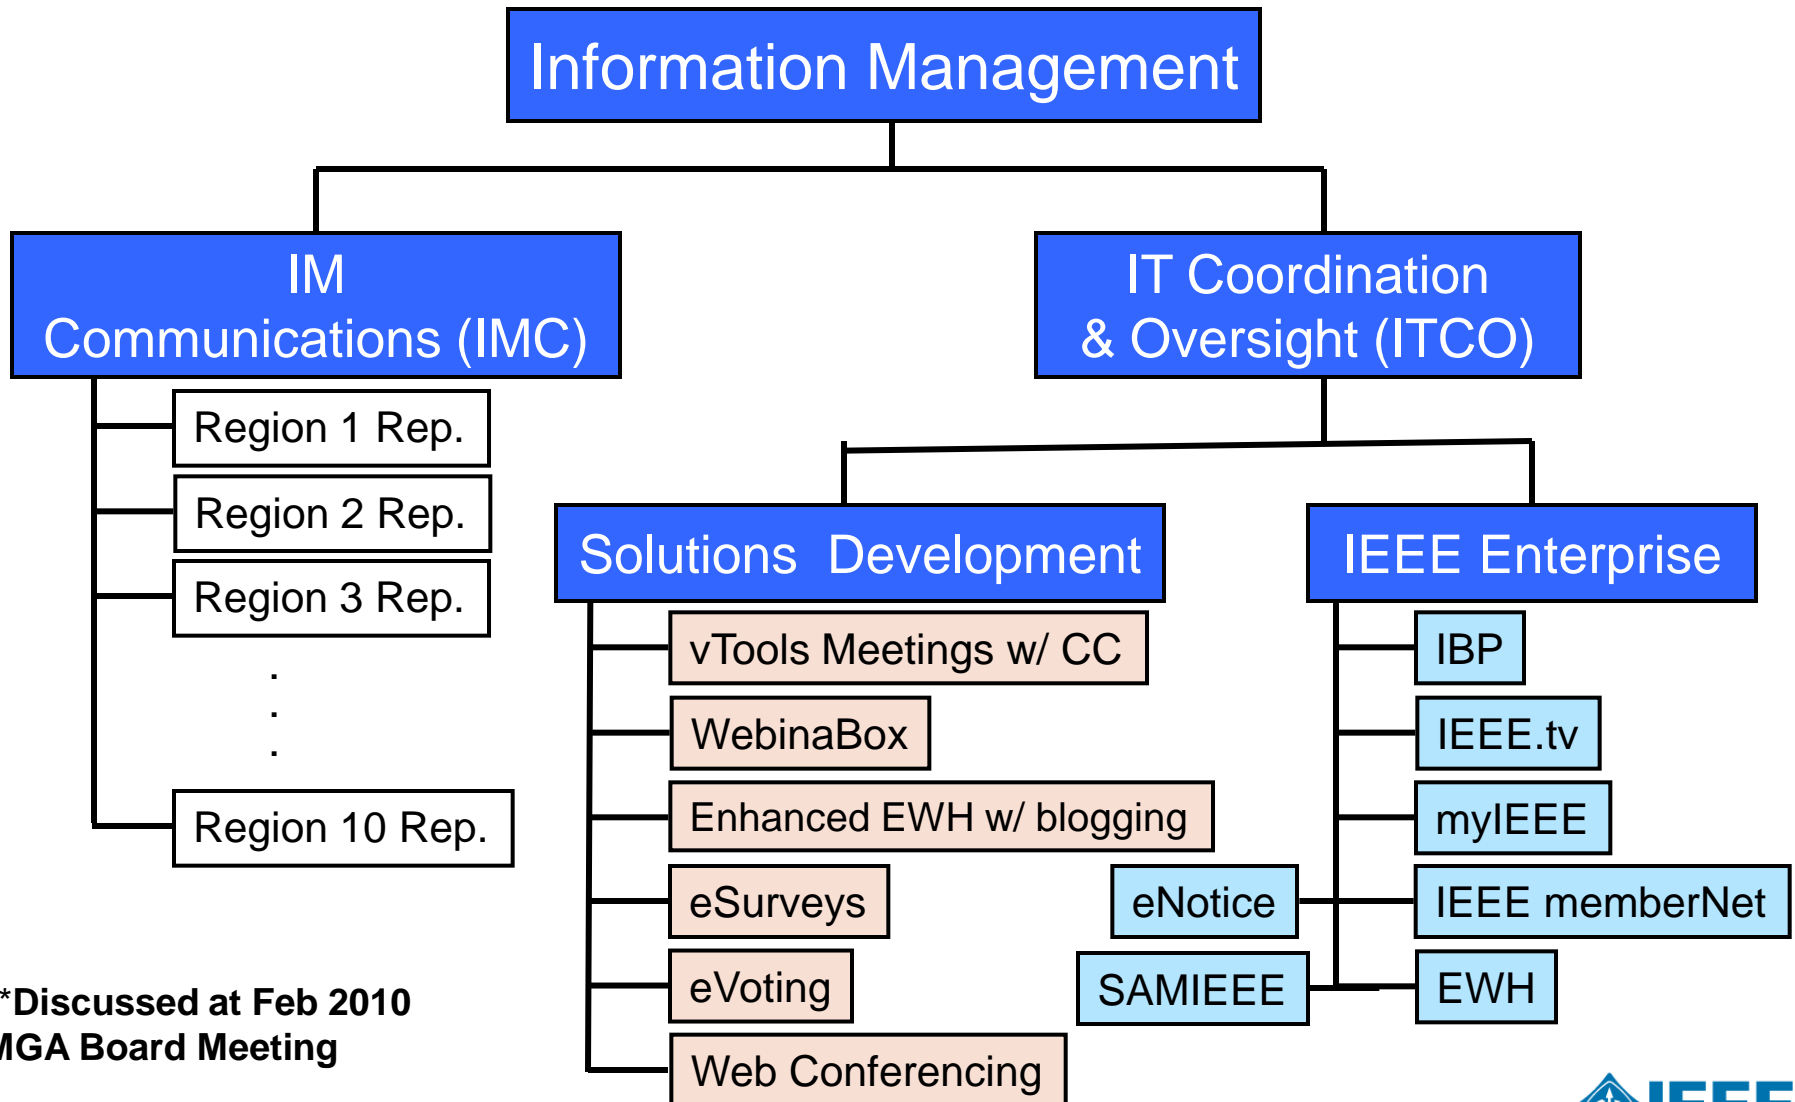 Information Management
IM
Communications (IMC)
IT Coordination
& Oversight (ITCO)
Region 1 Rep.
Region 2 Rep.
Region 3 Rep.
.
.
.
Region 10 Rep.
Solutions Development
vTools Meetings w/ CC
WebinaBox
Enhanced EWH w/ blogging
eSurveys
eVoting
Web Conferencing
IEEE Enterprise
IBP
IEEE.tv
myIEEE
eNotice
IEEE memberNet
SAMIEEE
EWH
*Discussed at Feb 2010
MGA Board Meeting
IEEE